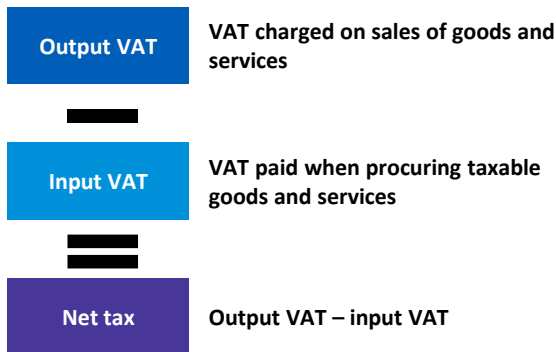 Output VAT
VAT charged on sales of goods and
services
Input VAT
VAT paid when procuring taxable
goods and services
Net tax
Output VAT – input VAT